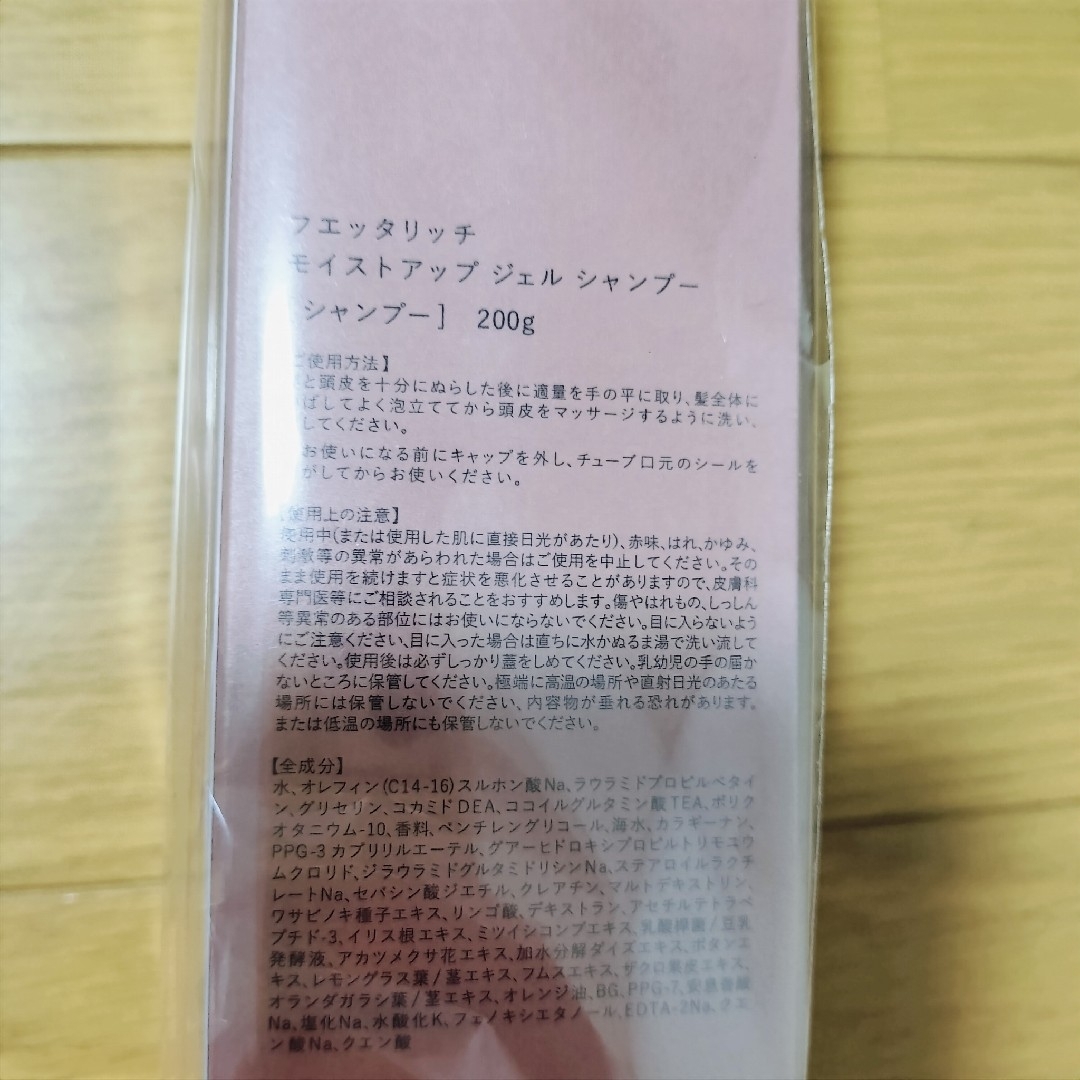 フエッタリッチ
モイストアップ ジェル シャンプー
シャンプー] 200g
ご使用方法】
と頭皮を十分にぬらした後に適量を手の平に取り、髪全体に
ばしてよく泡立ててから頭皮をマッサージするように洗い、
してください。
お使いになる前にキャップを外し、チューブ口元のシールを
がしてからお使いください。
【使用上の注意】
使用中(または使用した肌に直接日光があたり)、赤味、はれ、かゆみ、
刺激等の異常があらわれた場合はご使用を中止してください。その
まま使用を続けますと症状を悪化させることがありますので、皮膚科
専門医等にご相談されることをおすすめします。傷やはれもの、しっしん
等異常のある部位にはお使いにならないでください。目に入らないよう
にご注意ください、目に入った場合は直ちに水かぬるま湯で洗い流して
ください。使用後は必ずしっかり蓋をしめてください。乳幼児の手の届か
ないところに保管してください。極端に高温の場所や直射日光のあたる
場所には保管しないでください、内容物が垂れる恐れがあります。
または低温の場所にも保管しないでください。
【全成分】
水、オレフィン(C14-16)スルホン酸Na、ラウラミドプロピルベタイ
ン、グリセリン、コカミドDEA、ココイルグルタミン酸TEA、ポリク
オタニウム-10、香料、ペンチレングリコール、海水、カラギーナン、
PPG-3カプリリルエーテル、グアーヒドロキシプロピルトリモニウ
ムクロリド、ジラウラミドグルタミドリシンNa、ステアロイルラクチ
レートNa、セバシン酸ジエチル、クレアチン、マルトデキストリン、
ワサビノキ種子エキス、リンゴ酸、デキストラン、アセチルテトラペ
プチド-3、イリス根エキス、ミツイシコンブエキス、乳酸桿菌/豆乳
発酵液、アカツメクサ花エキス、加水分解ダイズエキス、ボタンエ
キス、レモングラス葉/茎エキス、フムスエキス、ザクロ果皮エキス、
オランダガラシ葉/茎エキス、オレンジ油、BG、PPG-7、安息香酸
Na、塩化Na、水酸化K、フェノキシエタノール、EDTA-2Na、クエ
ン酸Na、クエン酸